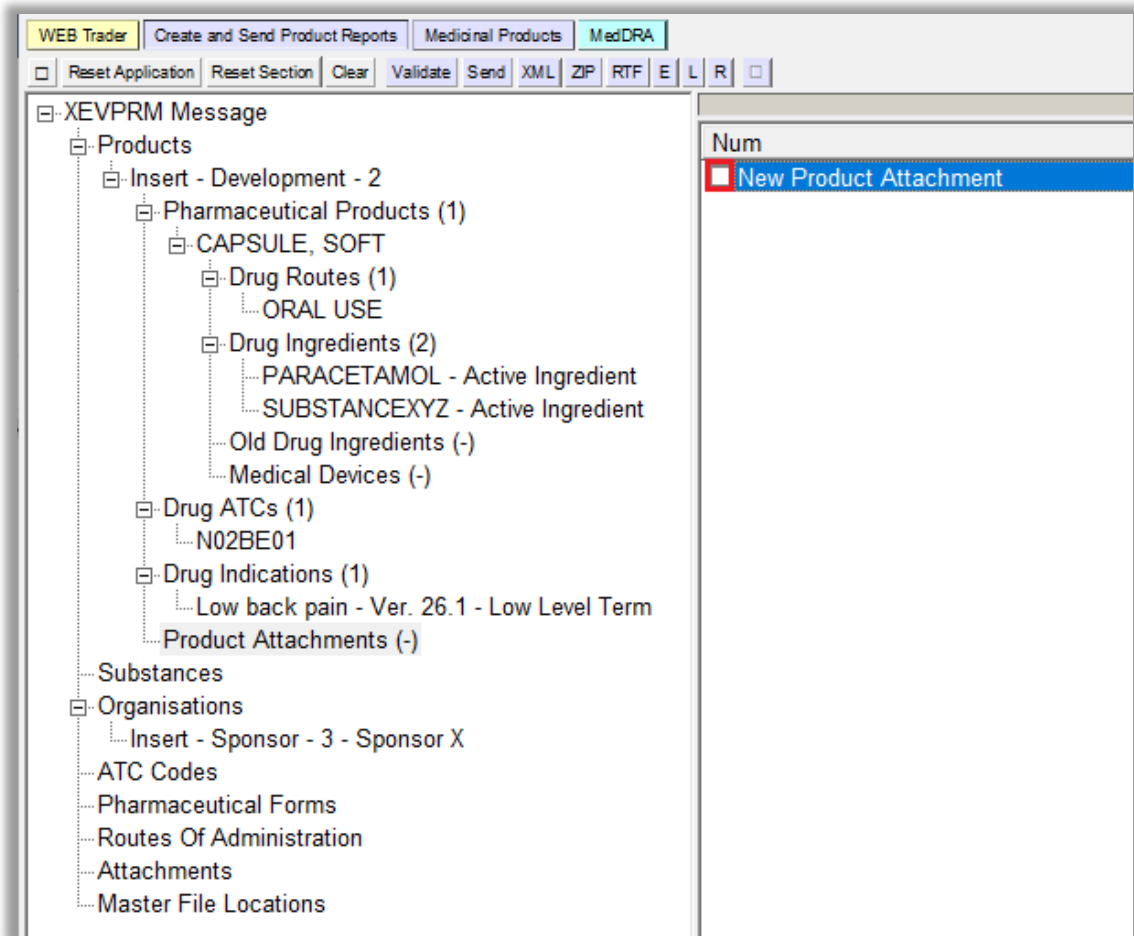 WEB Trader Create and Send Product Reports Medicinal Products MedDRA
Reset Application Reset Section Clear Validate Send XML ZIP RTF E L R
XEVPRM Message
Products
Insert - Development - 2
Pharmaceutical Products (1)
CAPSULE, SOFT
Drug Routes (1)
ORAL USE
Drug Ingredients (2)
PARACETAMOL - Active Ingredient
SUBSTANCEXYZ - Active Ingredient
Old Drug Ingredients (-)
Medical Devices (-)
Drug ATCs (1)
N02BE01
Drug Indications (1)
Low back pain - Ver. 26.1 - Low Level Term
Product Attachments (-)
Substances
Organisations
Insert - Sponsor - 3 - Sponsor X
ATC Codes
Pharmaceutical Forms
Routes Of Administration
Attachments
Master File Locations
Num
New Product Attachment